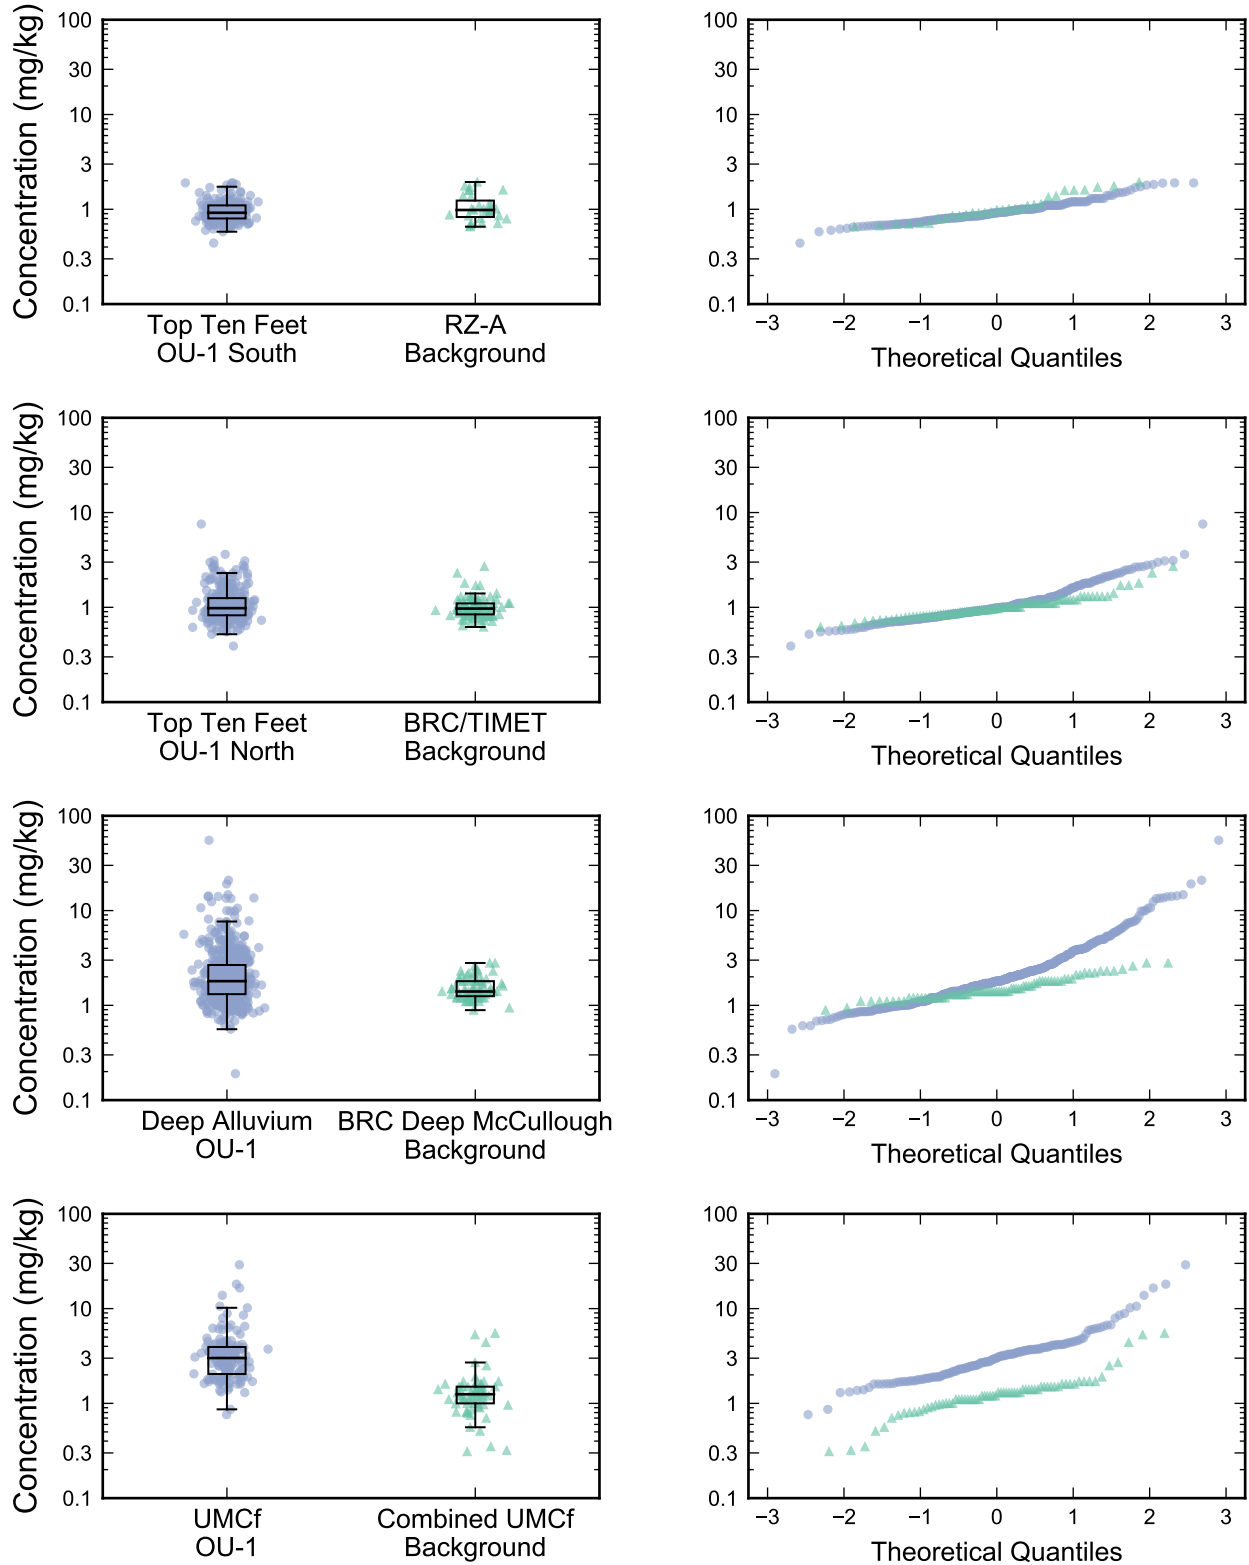 Concentration (mg/kg)
100
30
10
3
1
0.3
0.1
Top Ten Feet
OU-1 South
RZ-A
Background
100
30
10
3
1
0.3
0.1
−3 −2 −1 0 1 2 3
Theoretical Quantiles
Concentration (mg/kg)
100
30
10
3
1
0.3
0.1
Top Ten Feet
OU-1 North
BRC/TIMET
Background
100
30
10
3
1
0.3
0.1
−3 −2 −1 0 1 2 3
Theoretical Quantiles
Concentration (mg/kg)
100
30
10
3
1
0.3
0.1
Deep Alluvium
OU-1
BRC Deep McCullough
Background
100
30
10
3
1
0.3
0.1
−3 −2 −1 0 1 2 3
Theoretical Quantiles
Concentration (mg/kg)
100
30
10
3
1
0.3
0.1
UMCf
OU-1
Combined UMCf
Background
100
30
10
3
1
0.3
0.1
−3 −2 −1 0 1 2 3
Theoretical Quantiles